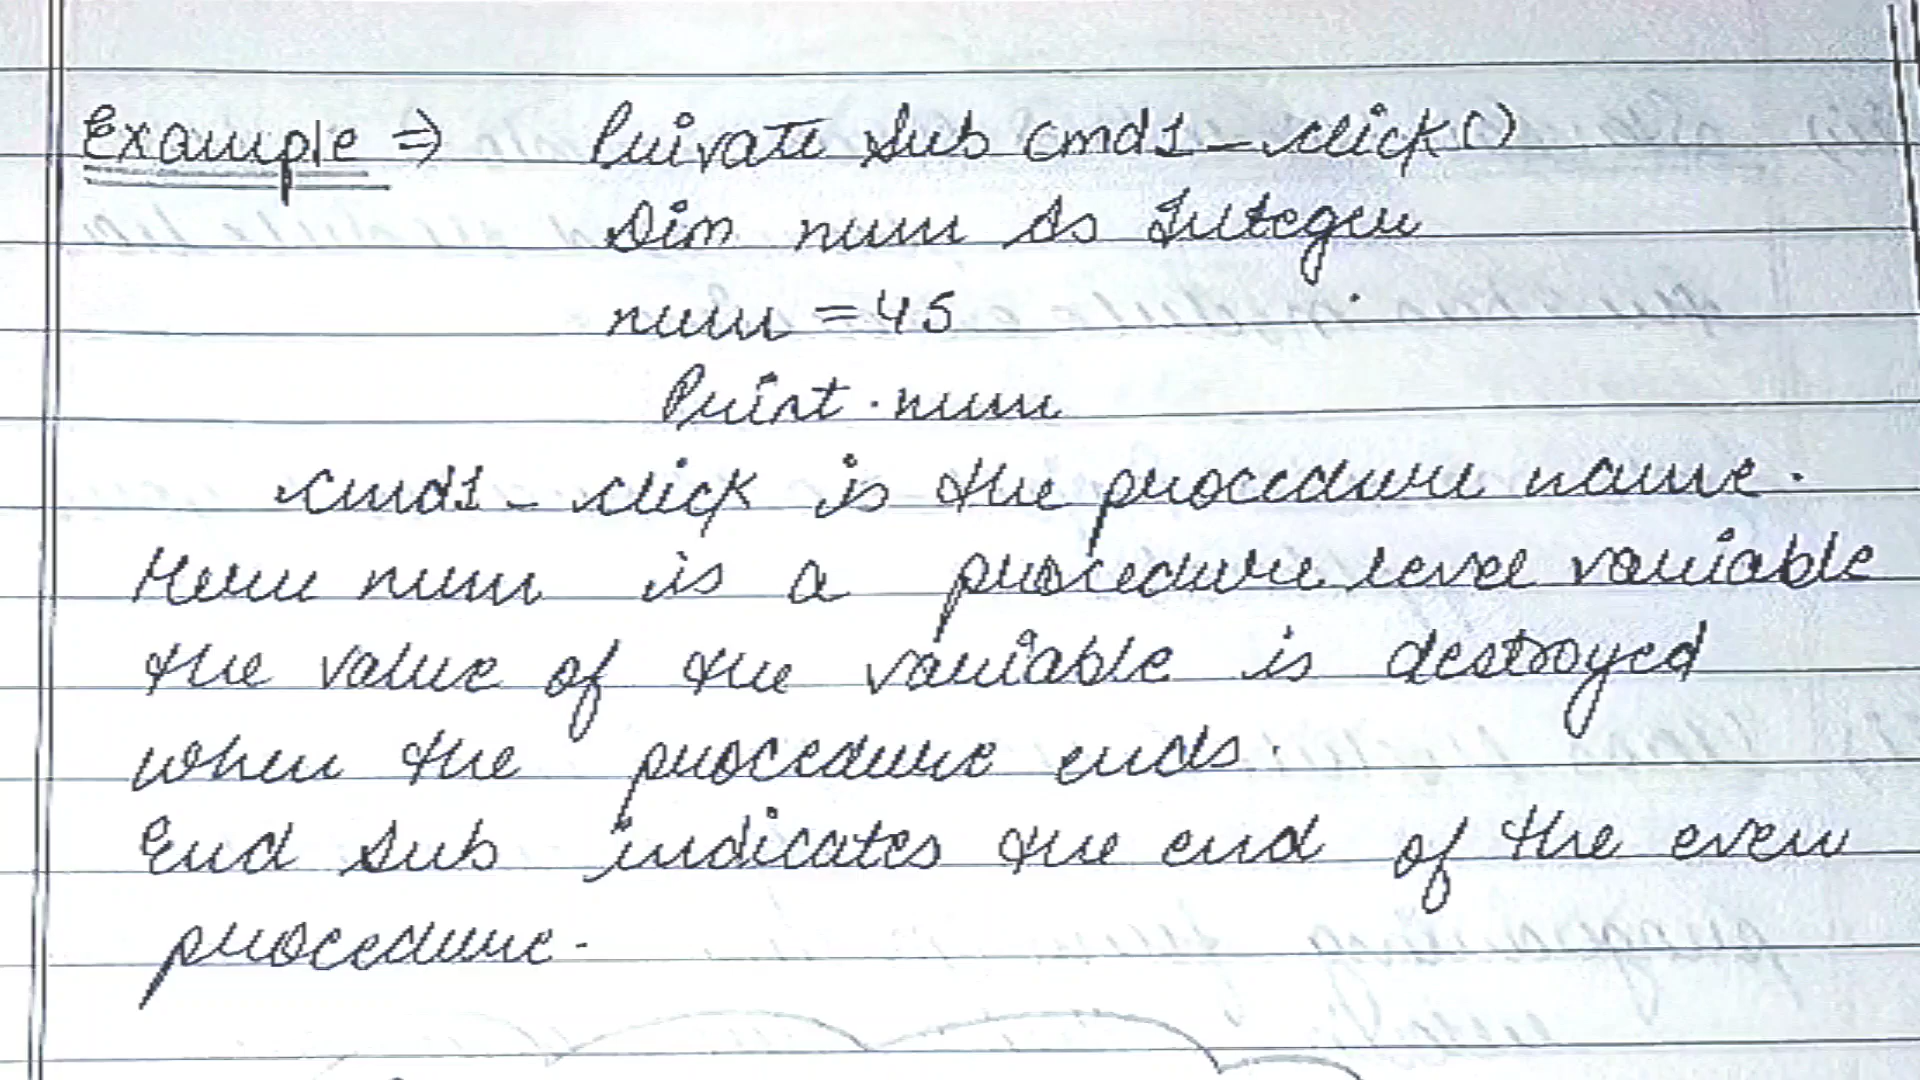 Example ⇒ Private Sub cmd1_click()
Dim num As Integer
num = 45
Print.num
cmd1_click is the procedure name.
Here num is a procedure level variable
the value of the variable is destroyed
when the procedure ends.
End Sub indicates the end of the even
procedure.